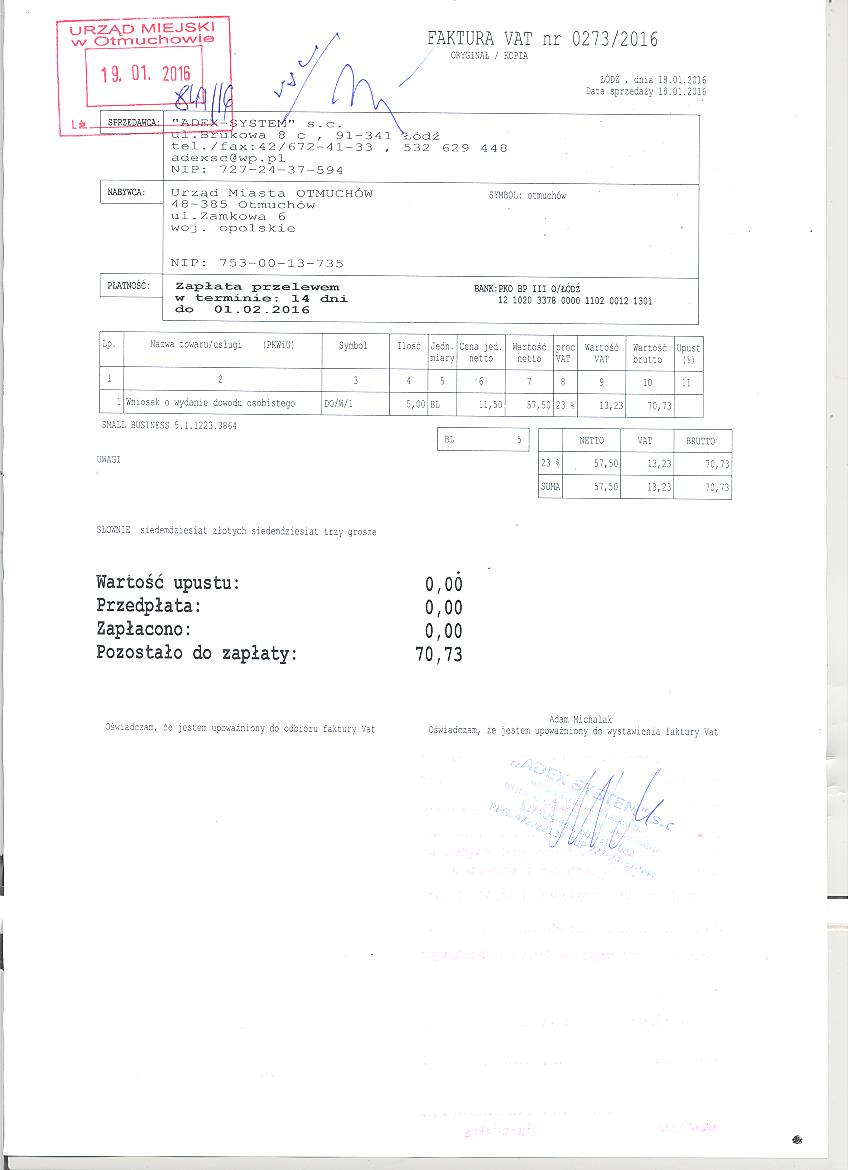 URZĄD MIEJSKI
w Otmuchowie
19. 01. 2016
FAKTURA VAT nr 0273/2016
ORYGINAŁ / KOPIA
ŁÓDŹ , dnia 18.01.2016
Data sprzedaży 18.01.2016
SPRZEDAWCA: "ADEX-SYSTEM" s.c.
ul.Brukowa 8 c , 91-341 Łódź
tel./fax:42/672-41-33 , 532 629 448
adexsc@wp.pl
NIP: 727-24-37-594
NABYWCA: Urząd Miasta OTMUCHÓW SYMBOL: otmuchów
48-385 Otmuchów
ul.Zamkowa 6
woj. opolskie
NIP: 753-00-13-735
PŁATNOŚĆ: Zapłata przelewem BANK:PKO BP III O/ŁÓDŹ
w terminie: 14 dni 12 1020 3378 0000 1102 0012 1301
do 01.02.2016
Lp. Nazwa towaru/usługi (PKWiU) Symbol Ilość Jedn. Cena jed. Wartość proc Wartość Wartość Upust
miary netto netto VAT VAT brutto (%)
1 2 3 4 5 6 7 8 9 10 11
1 Wniosek o wydanie dowodu osobistego DO/W/1 5,00 BL 11,50 57,50 23 % 13,23 70,73
SMALL BUSINESS 5.1.1223.3864
BL 5
NETTO VAT BRUTTO
23 % 57,50 13,23 70,73
SUMA 57,50 13,23 70,73
UWAGI
SŁOWNIE siedemdziesiąt złotych siedemdziesiąt trzy grosze
Wartość upustu: 0,00
Przedpłata: 0,00
Zapłacono: 0,00
Pozostało do zapłaty: 70,73
Adam Michalak
Oświadczam, że jestem upoważniony do odbioru faktury Vat
Oświadczam, że jestem upoważniony do wystawienia faktury Vat
"ADEX SYSTEM" s.c